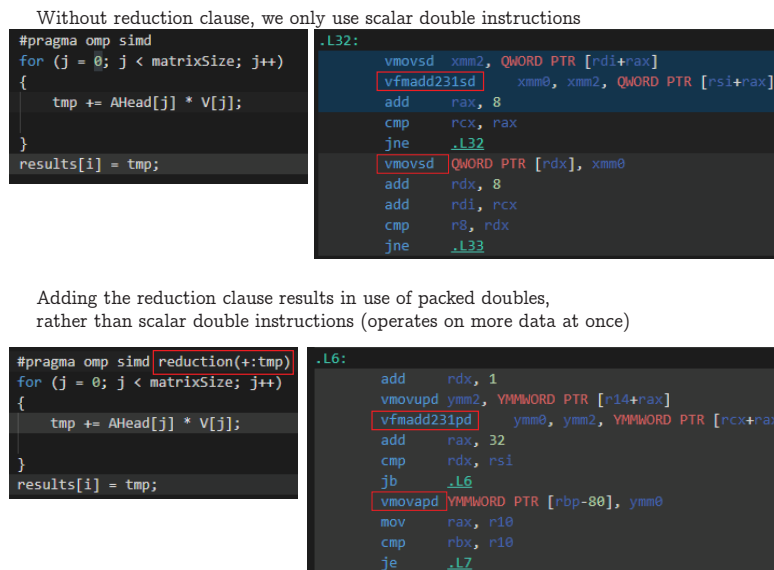 Without reduction clause, we only use scalar double instructions
#pragma omp simd
for (j = 0; j < matrixSize; j++)
{
    tmp += AHead[j] * V[j];
}
results[i] = tmp;
.L32:
vmovsd xmm2, QWORD PTR [rdi+rax]
vfmadd231sd xmm0, xmm2, QWORD PTR [rsi+rax]
add rax, 8
cmp rcx, rax
jne .L32
vmovsd QWORD PTR [rdx], xmm0
add rdx, 8
add rdi, rcx
cmp r8, rdx
jne .L33
Adding the reduction clause results in use of packed doubles,
rather than scalar double instructions (operates on more data at once)
#pragma omp simd reduction(+:tmp)
for (j = 0; j < matrixSize; j++)
{
    tmp += AHead[j] * V[j];
}
results[i] = tmp;
.L6:
add rdx, 1
vmovupd ymm2, YMMWORD PTR [r14+rax]
vfmadd231pd ymm0, ymm2, YMMWORD PTR [rcx+ra
add rax, 32
cmp rdx, rsi
jb .L6
vmovapd YMMWORD PTR [rbp-80], ymm0
mov rax, r10
cmp rbx, r10
je .L7